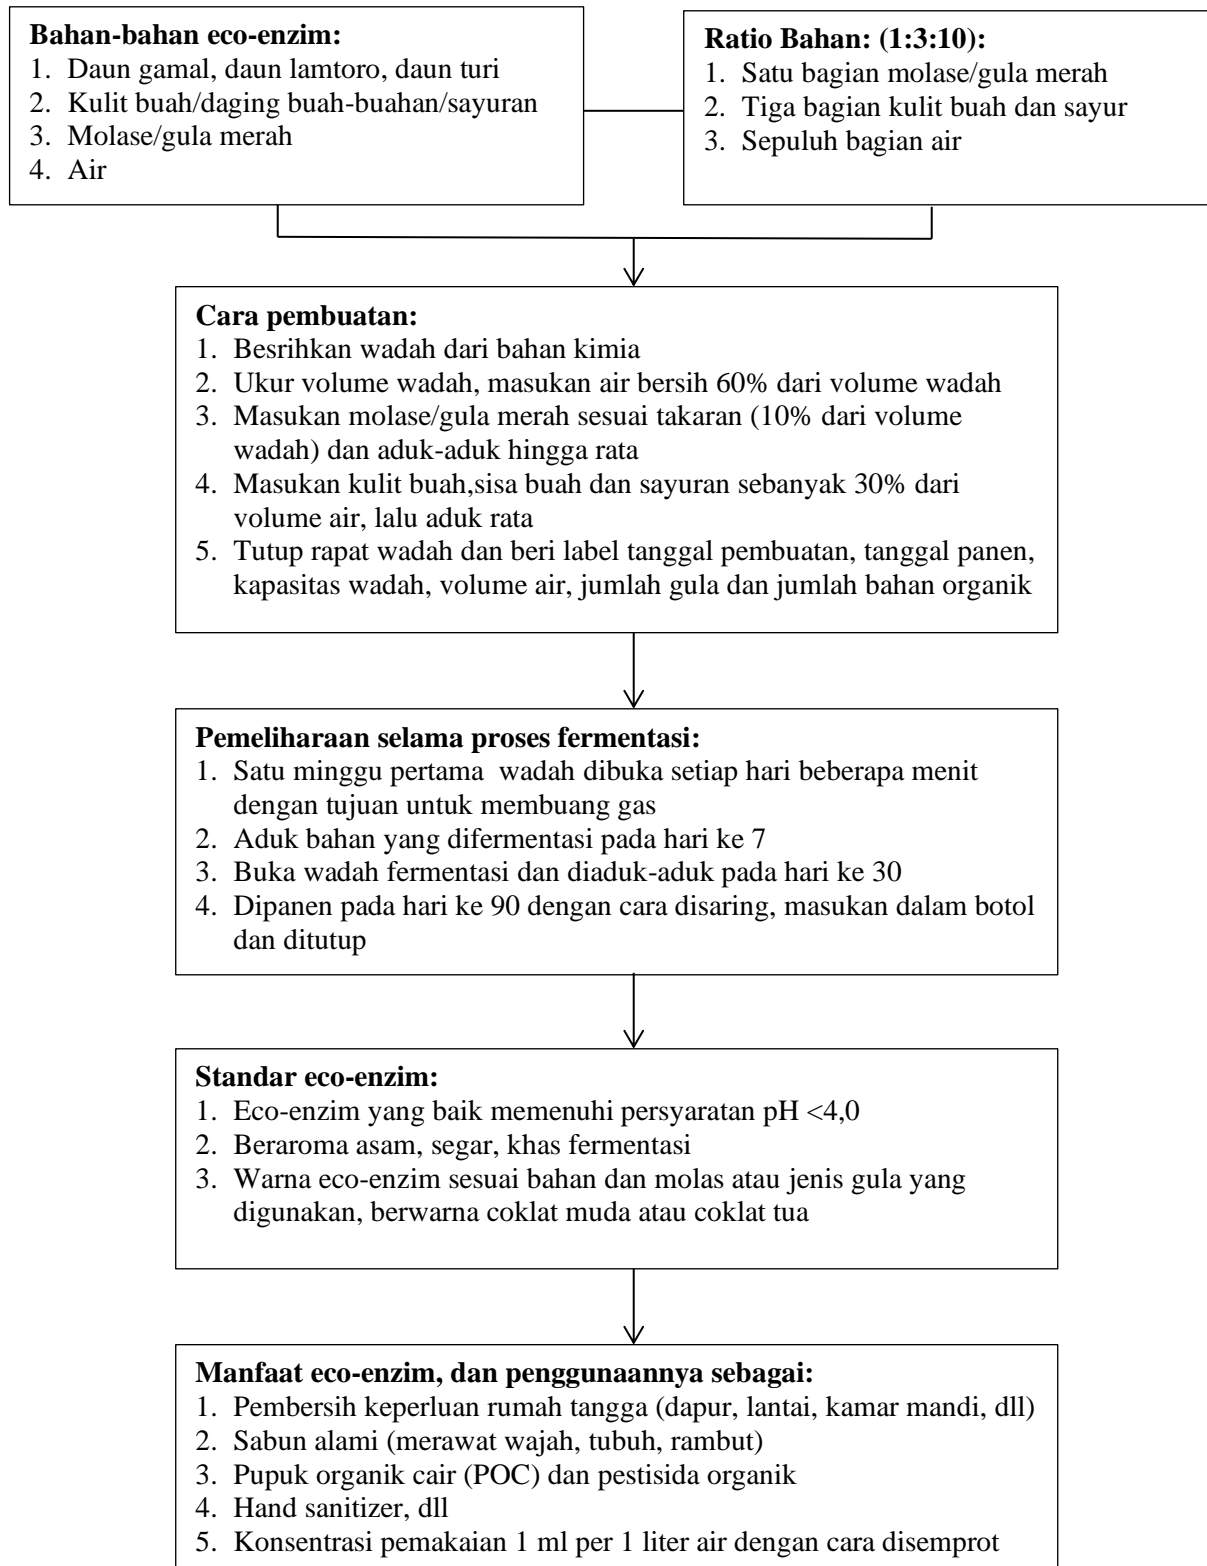 Bahan-bahan eco-enzim:
1. Daun gamal, daun lamtoro, daun turi
2. Kulit buah/daging buah-buahan/sayuran
3. Molase/gula merah
4. Air
Ratio Bahan: (1:3:10):
1. Satu bagian molase/gula merah
2. Tiga bagian kulit buah dan sayur
3. Sepuluh bagian air
Cara pembuatan:
1. Besrihkan wadah dari bahan kimia
2. Ukur volume wadah, masukan air bersih 60% dari volume wadah
3. Masukan molase/gula merah sesuai takaran (10% dari volume
wadah) dan aduk-aduk hingga rata
4. Masukan kulit buah,sisa buah dan sayuran sebanyak 30% dari
volume air, lalu aduk rata
5. Tutup rapat wadah dan beri label tanggal pembuatan, tanggal panen,
kapasitas wadah, volume air, jumlah gula dan jumlah bahan organik
Pemeliharaan selama proses fermentasi:
1. Satu minggu pertama  wadah dibuka setiap hari beberapa menit
dengan tujuan untuk membuang gas
2. Aduk bahan yang difermentasi pada hari ke 7
3. Buka wadah fermentasi dan diaduk-aduk pada hari ke 30
4. Dipanen pada hari ke 90 dengan cara disaring, masukan dalam botol
dan ditutup
Standar eco-enzim:
1. Eco-enzim yang baik memenuhi persyaratan pH <4,0
2. Beraroma asam, segar, khas fermentasi
3. Warna eco-enzim sesuai bahan dan molas atau jenis gula yang
digunakan, berwarna coklat muda atau coklat tua
Manfaat eco-enzim, dan penggunaannya sebagai:
1. Pembersih keperluan rumah tangga (dapur, lantai, kamar mandi, dll)
2. Sabun alami (merawat wajah, tubuh, rambut)
3. Pupuk organik cair (POC) dan pestisida organik
4. Hand sanitizer, dll
5. Konsentrasi pemakaian 1 ml per 1 liter air dengan cara disemprot